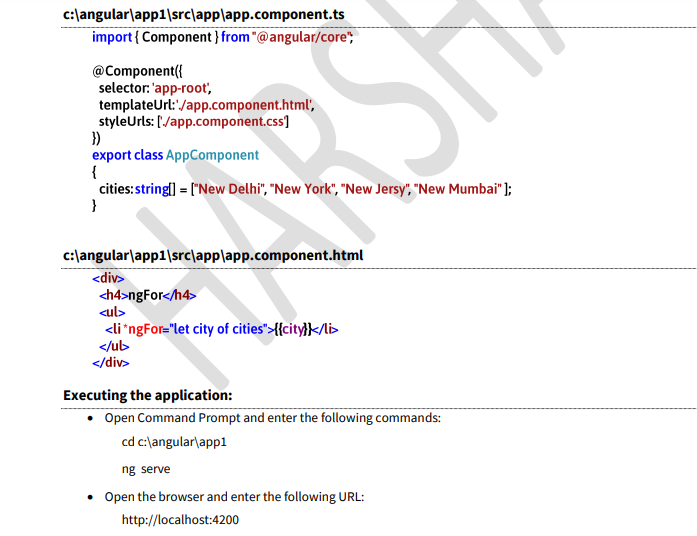 c:\angular\app1\src\app\app.component.ts
import { Component } from "@angular/core";
@Component({
selector: 'app-root',
templateUrl:'./app.component.html',
styleUrls: ['./app.component.css']
})
export class AppComponent
{
cities:string[] = ["New Delhi", "New York", "New Jersy", "New Mumbai" ];
}
c:\angular\app1\src\app\app.component.html
<div>
<h4>ngFor</h4>
<ul>
<li *ngFor="let city of cities">{{city}}</li>
</ul>
</div>
Executing the application:
• Open Command Prompt and enter the following commands:
cd c:\angular\app1
ng serve
• Open the browser and enter the following URL:
http://localhost:4200
HARSHA